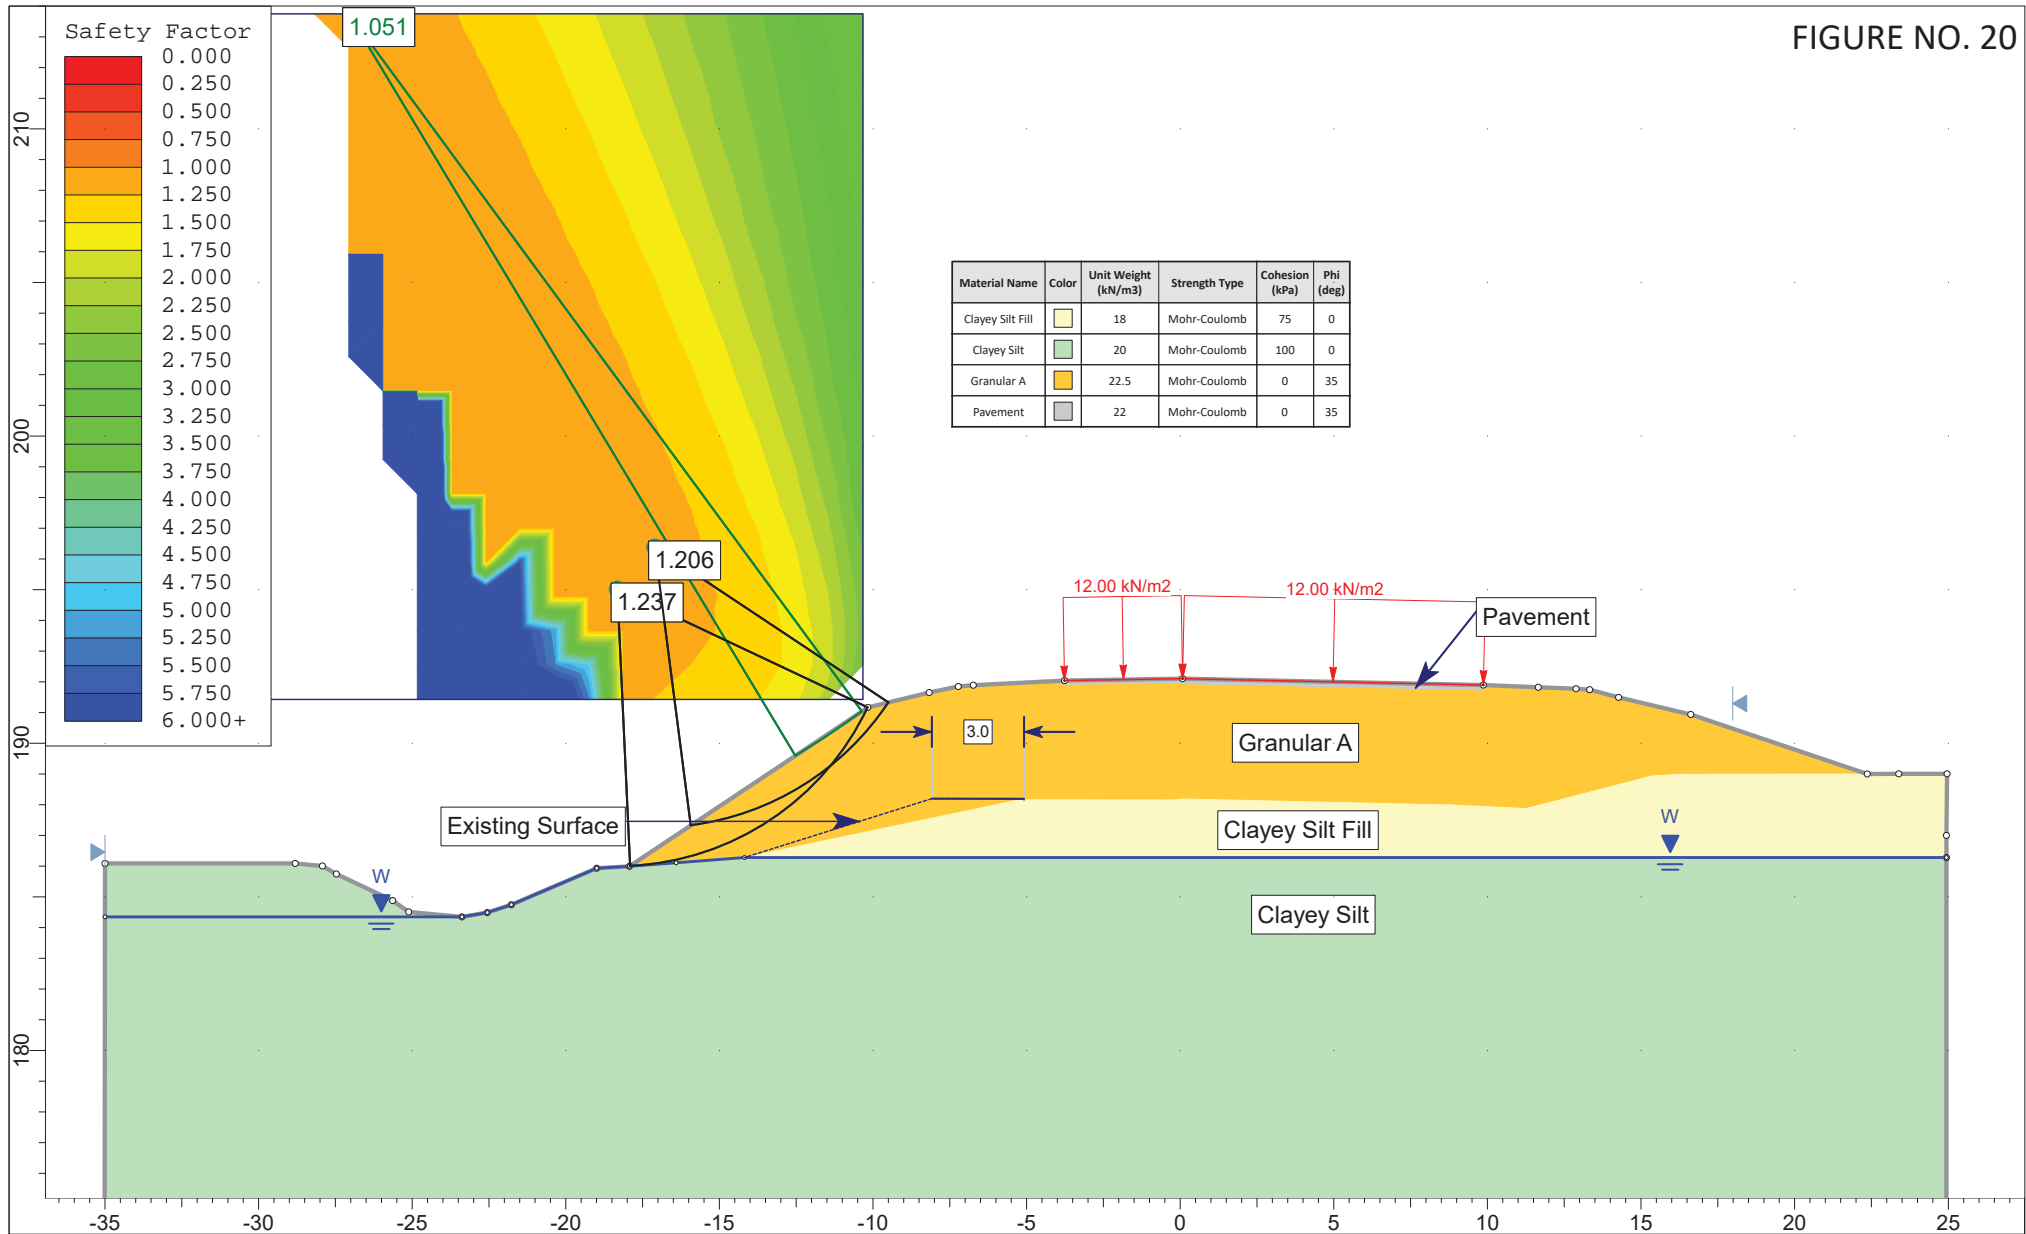 FIGURE NO. 20
Safety Factor
0.000
0.250
0.500
0.750
1.000
1.250
1.500
1.750
2.000
2.250
2.500
2.750
3.000
3.250
3.500
3.750
4.000
4.250
4.500
4.750
5.000
5.250
5.500
5.750
6.000+
1.051
1.206
1.237
Material Name Color Unit Weight (kN/m3) Strength Type Cohesion (kPa) Phi (deg)
Clayey Silt Fill 18 Mohr-Coulomb 75 0
Clayey Silt 20 Mohr-Coulomb 100 0
Granular A 22.5 Mohr-Coulomb 0 35
Pavement 22 Mohr-Coulomb 0 35
12.00 kN/m2
12.00 kN/m2
Pavement
3.0
Granular A
Existing Surface
Clayey Silt Fill
W
W
Clayey Silt
210
200
190
180
-35 -30 -25 -20 -15 -10 -5 0 5 10 15 20 25